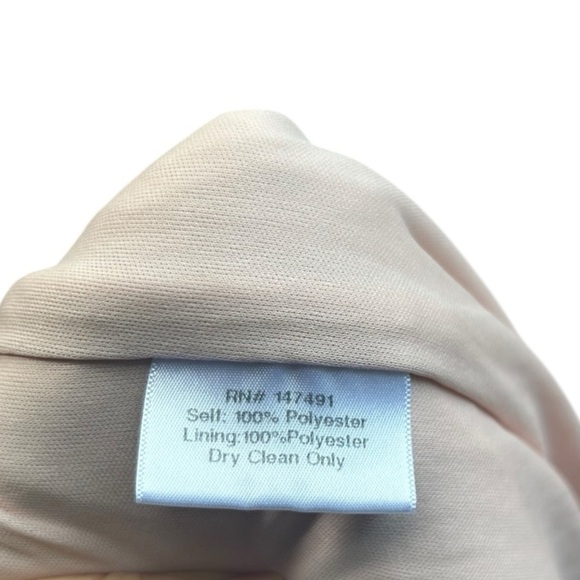 RN# 147491
Self: 100% Polyester
Lining:100%Polyester
Dry Clean Only